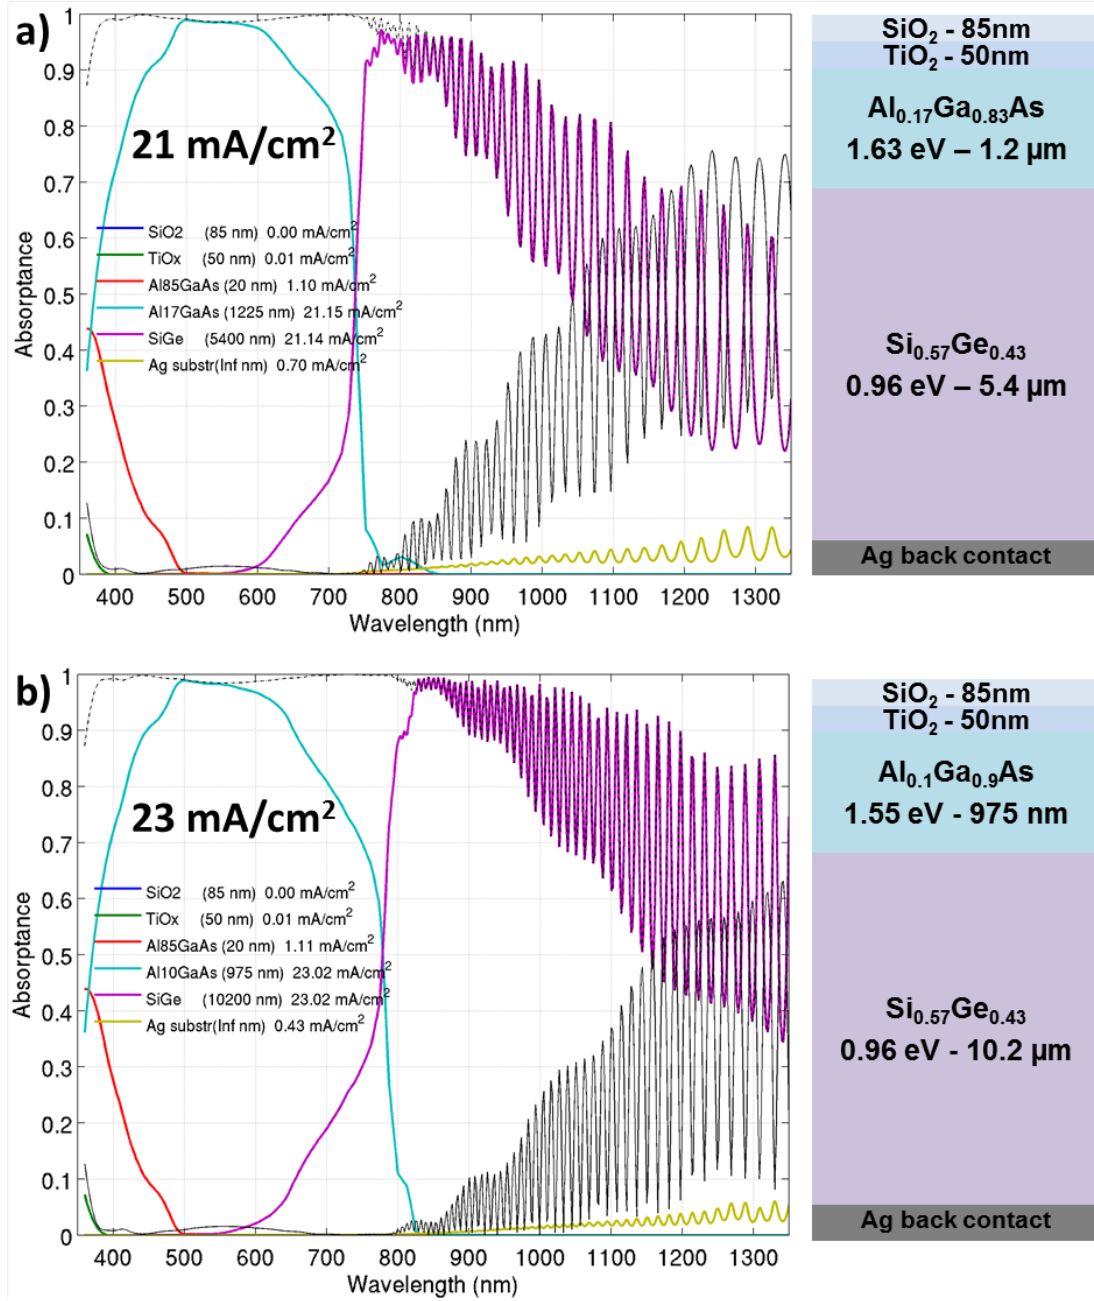 a)
1
0.9
0.8
0.7
0.6
0.5
0.4
0.3
0.2
0.1
0
Absorptance
21 mA/cm²
SiO2 (85 nm) 0.00 mA/cm²
TiOx (50 nm) 0.01 mA/cm²
Al85GaAs (20 nm) 1.10 mA/cm²
Al17GaAs (1225 nm) 21.15 mA/cm²
SiGe (5400 nm) 21.14 mA/cm²
Ag substr(Inf nm) 0.70 mA/cm²
400 500 600 700 800 900 1000 1100 1200 1300
Wavelength (nm)
SiO₂ - 85nm
TiO₂ - 50nm
Al₀.₁₇Ga₀.₈₃As
1.63 eV – 1.2 µm
Si₀.₅₇Ge₀.₄₃
0.96 eV – 5.4 µm
Ag back contact
b)
1
0.9
0.8
0.7
0.6
0.5
0.4
0.3
0.2
0.1
0
Absorptance
23 mA/cm²
SiO2 (85 nm) 0.00 mA/cm²
TiOx (50 nm) 0.01 mA/cm²
Al85GaAs (20 nm) 1.11 mA/cm²
Al10GaAs (975 nm) 23.02 mA/cm²
SiGe (10200 nm) 23.02 mA/cm²
Ag substr(Inf nm) 0.43 mA/cm²
400 500 600 700 800 900 1000 1100 1200 1300
Wavelength (nm)
SiO₂ - 85nm
TiO₂ - 50nm
Al₀.₁Ga₀.₉As
1.55 eV - 975 nm
Si₀.₅₇Ge₀.₄₃
0.96 eV - 10.2 µm
Ag back contact